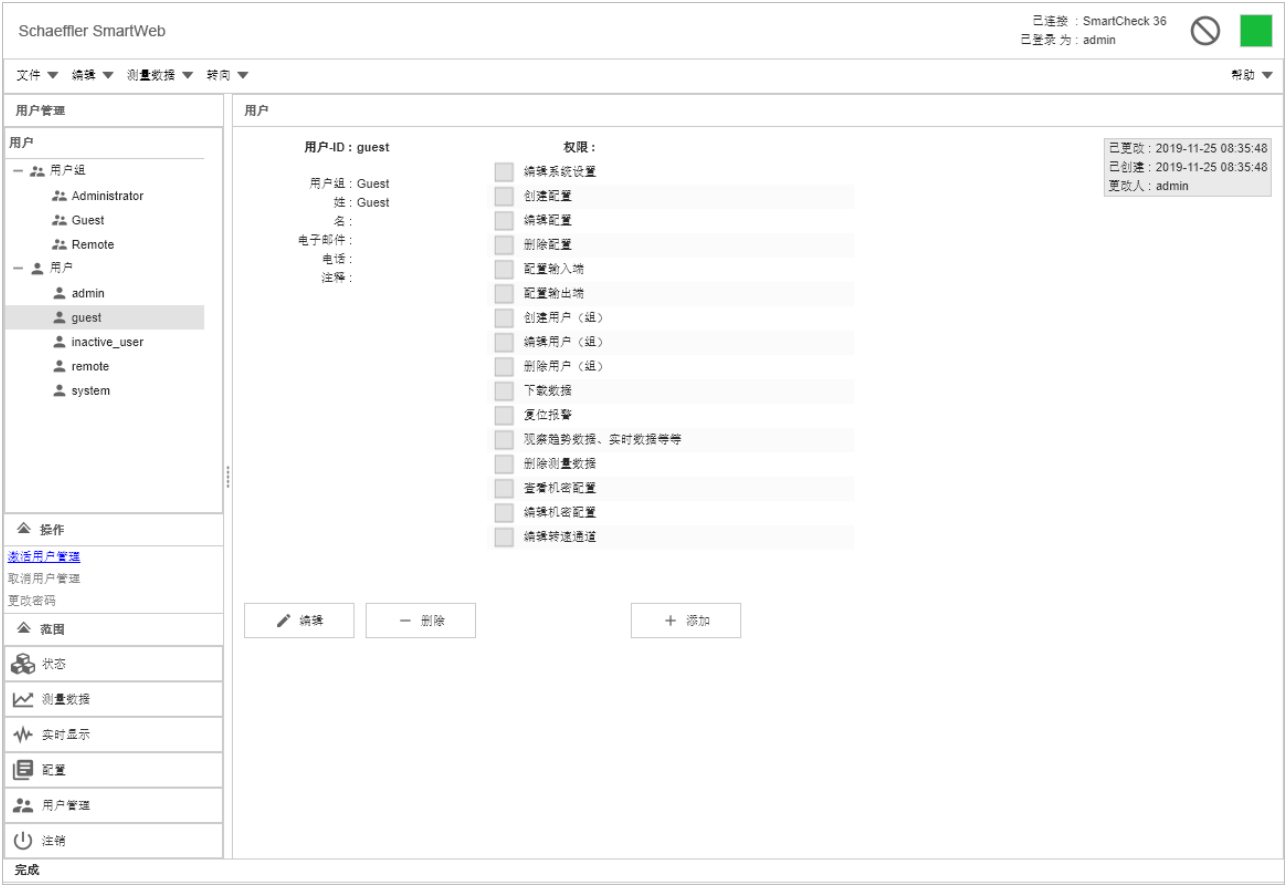 Schaeffler SmartWeb
已连接 : SmartCheck 36
已登录 为 : admin
文件 编辑 测量数据 转向 帮助
用户管理
用户
用户
用户组
Administrator
Guest
Remote
用户
admin
guest
inactive_user
remote
system
操作
激活用户管理
取消用户管理
更改密码
范围
状态
测量数据
实时显示
配置
用户管理
注销
用户-ID : guest
用户组 : Guest
姓 : Guest
名 :
电子邮件 :
电话 :
注释 :
权限 :
编辑系统设置
创建配置
编辑配置
删除配置
配置输入端
配置输出端
创建用户（组）
编辑用户（组）
删除用户（组）
下载数据
复位报警
观察趋势数据、实时数据等等
删除测量数据
查看机密配置
编辑机密配置
编辑转速通道
已更改 : 2019-11-25 08:35:48
已创建 : 2019-11-25 08:35:48
更改人 : admin
编辑 删除 添加
完成